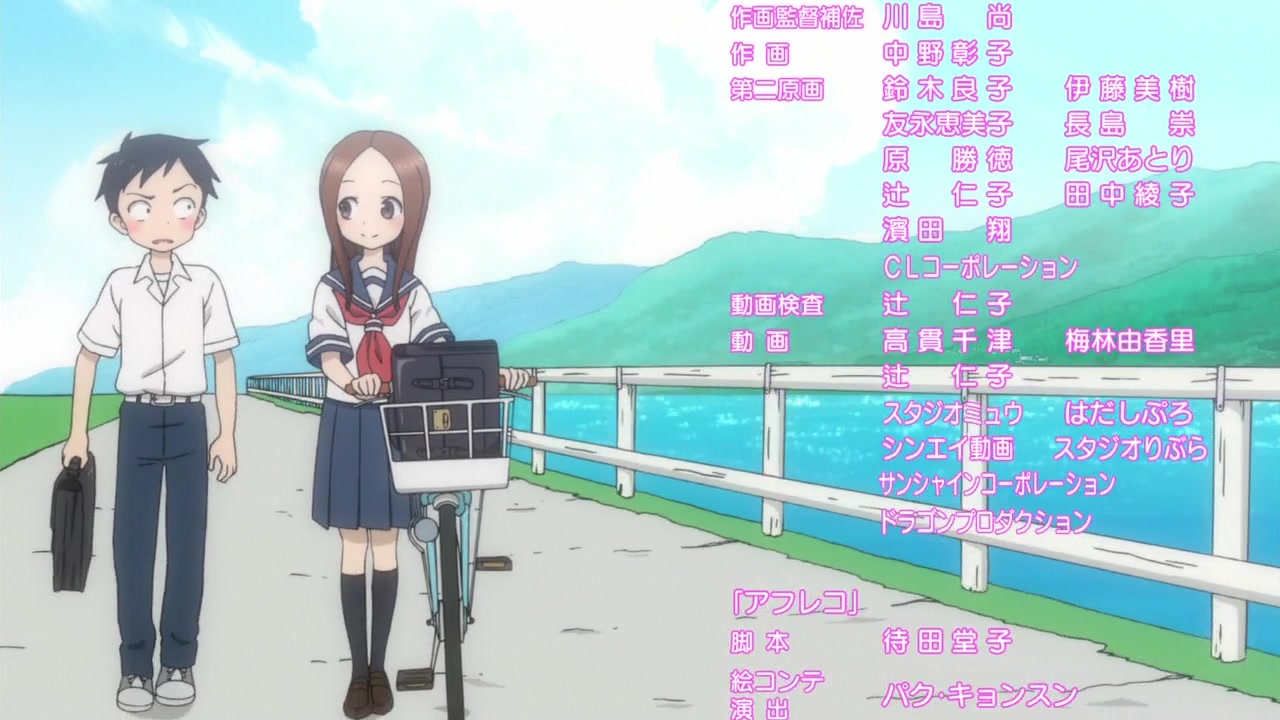 作画監督補佐 川島 尚
作画 中野彰子
第二原画 鈴木良子 伊藤美樹
友永恵美子 長島 崇
原 勝徳 尾沢あとり
辻 仁子 田中綾子
濱田 翔
CLコーポレーション
動画検査 辻 仁子
動画 高貫千津 梅林由香里
辻 仁子
スタジオミュウ はだしぷろ
シンエイ動画 スタジオりぶら
サンシャインコーポレーション
ドラゴンプロダクション
「アフレコ」
脚本 待田堂子
絵コンテ
演出 パク・キョンスン